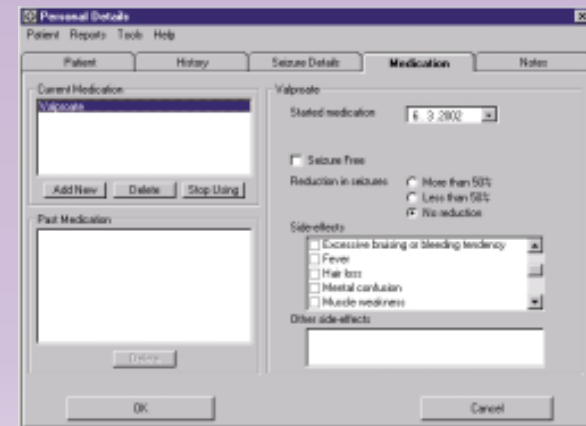 Personal Details
Patient Reports Tools Help
Patient History Seizure Details Medication Notes
Current Medication
Valproate
Add New Delete Stop Using
Past Medication
Delete
Valproate
Started medication 6. 3.2002
Seizure Free
Reduction in seizures More than 50%
Less than 50%
No reduction
Side-effects
Excessive bruising or bleeding tendency
Fever
Hair loss
Mental confusion
Muscle weakness
Other side-effects
OK Cancel